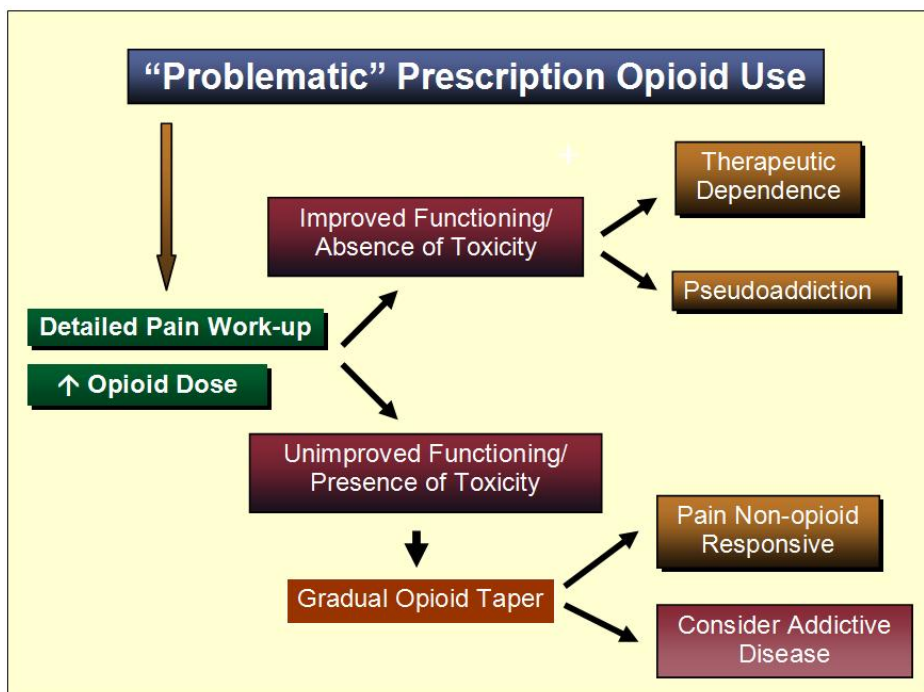 “Problematic” Prescription Opioid Use
Therapeutic
Dependence
Improved Functioning/
Absence of Toxicity
Pseudoaddiction
Detailed Pain Work-up
↑ Opioid Dose
Unimproved Functioning/
Presence of Toxicity
Pain Non-opioid
Responsive
Gradual Opioid Taper
Consider Addictive
Disease